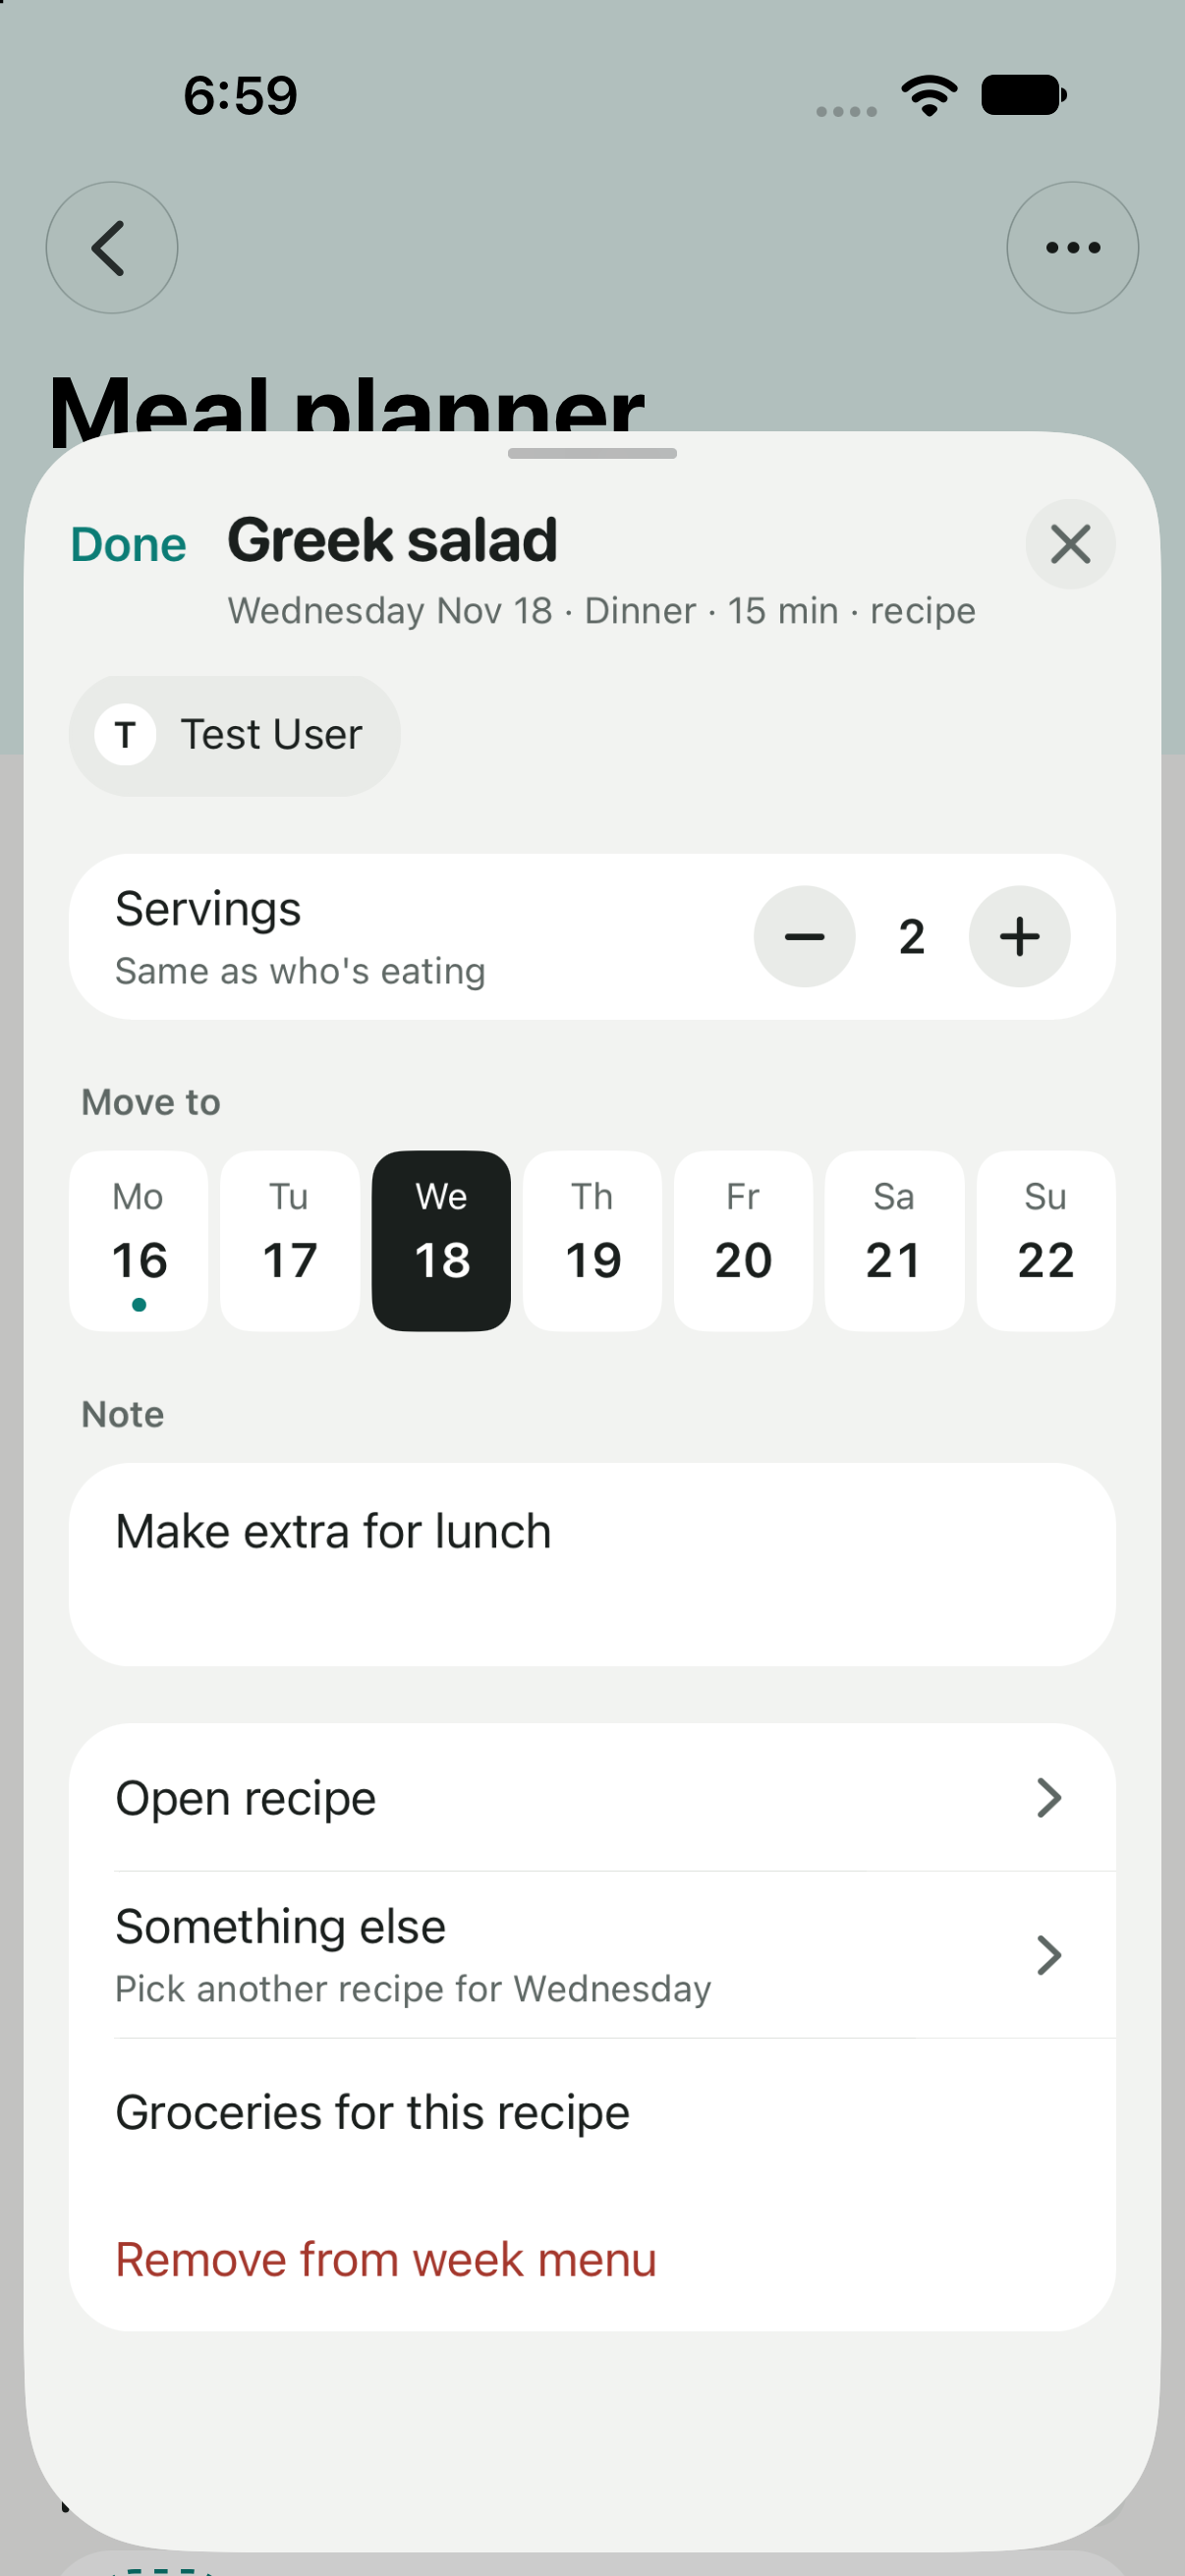 6:59
Meal planner
Done
Greek salad
Wednesday Nov 18 · Dinner · 15 min · recipe
T Test User
Servings
Same as who's eating
2
Move to
Mo Tu We Th Fr Sa Su
16 17 18 19 20 21 22
Note
Make extra for lunch
Open recipe
Something else
Pick another recipe for Wednesday
Groceries for this recipe
Remove from week menu